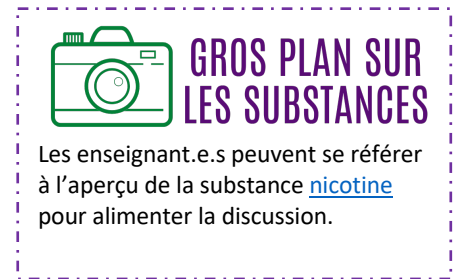 GROS PLAN SUR
LES SUBSTANCES
Les enseignant.e.s peuvent se référer
à l’aperçu de la substance nicotine
pour alimenter la discussion.